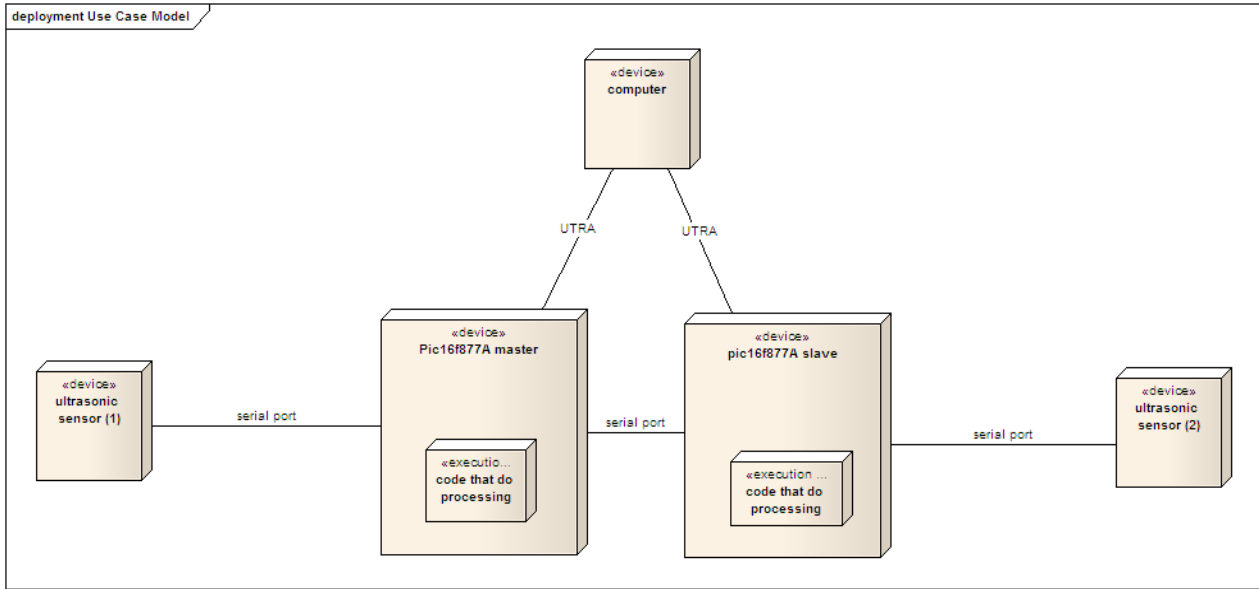 deployment Use Case Model
«device»
computer
UTRA
UTRA
«device»
Pic16f877A master
«device»
pic16f877A slave
«device»
ultrasonic
sensor (1)
serial port
serial port
serial port
«device»
ultrasonic
sensor (2)
«executio...
code that do
processing
«execution ...
code that do
processing